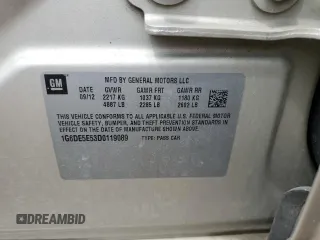 GM
MFD BY GENERAL MOTORS LLC
DATE GVWR GAWR FRT GAWR RR
09/12 2217 KG 1037 KG 1180 KG
4887 LB 2285 LB 2602 LB
THIS VEHICLE CONFORMS TO ALL APPLICABLE U.S. FEDERAL MOTOR
VEHICLE SAFETY, BUMPER, AND THEFT PREVENTION STANDARDS IN
EFFECT ON THE DATE OF MANUFACTURE SHOWN ABOVE.
1G6DE5E53D0119089 TYPE: PASS CAR
DREAMBID